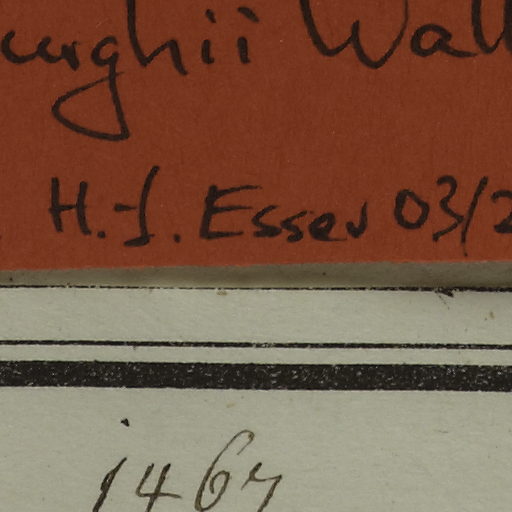 urghii Wall
H.-J. Esser 03/2
1467